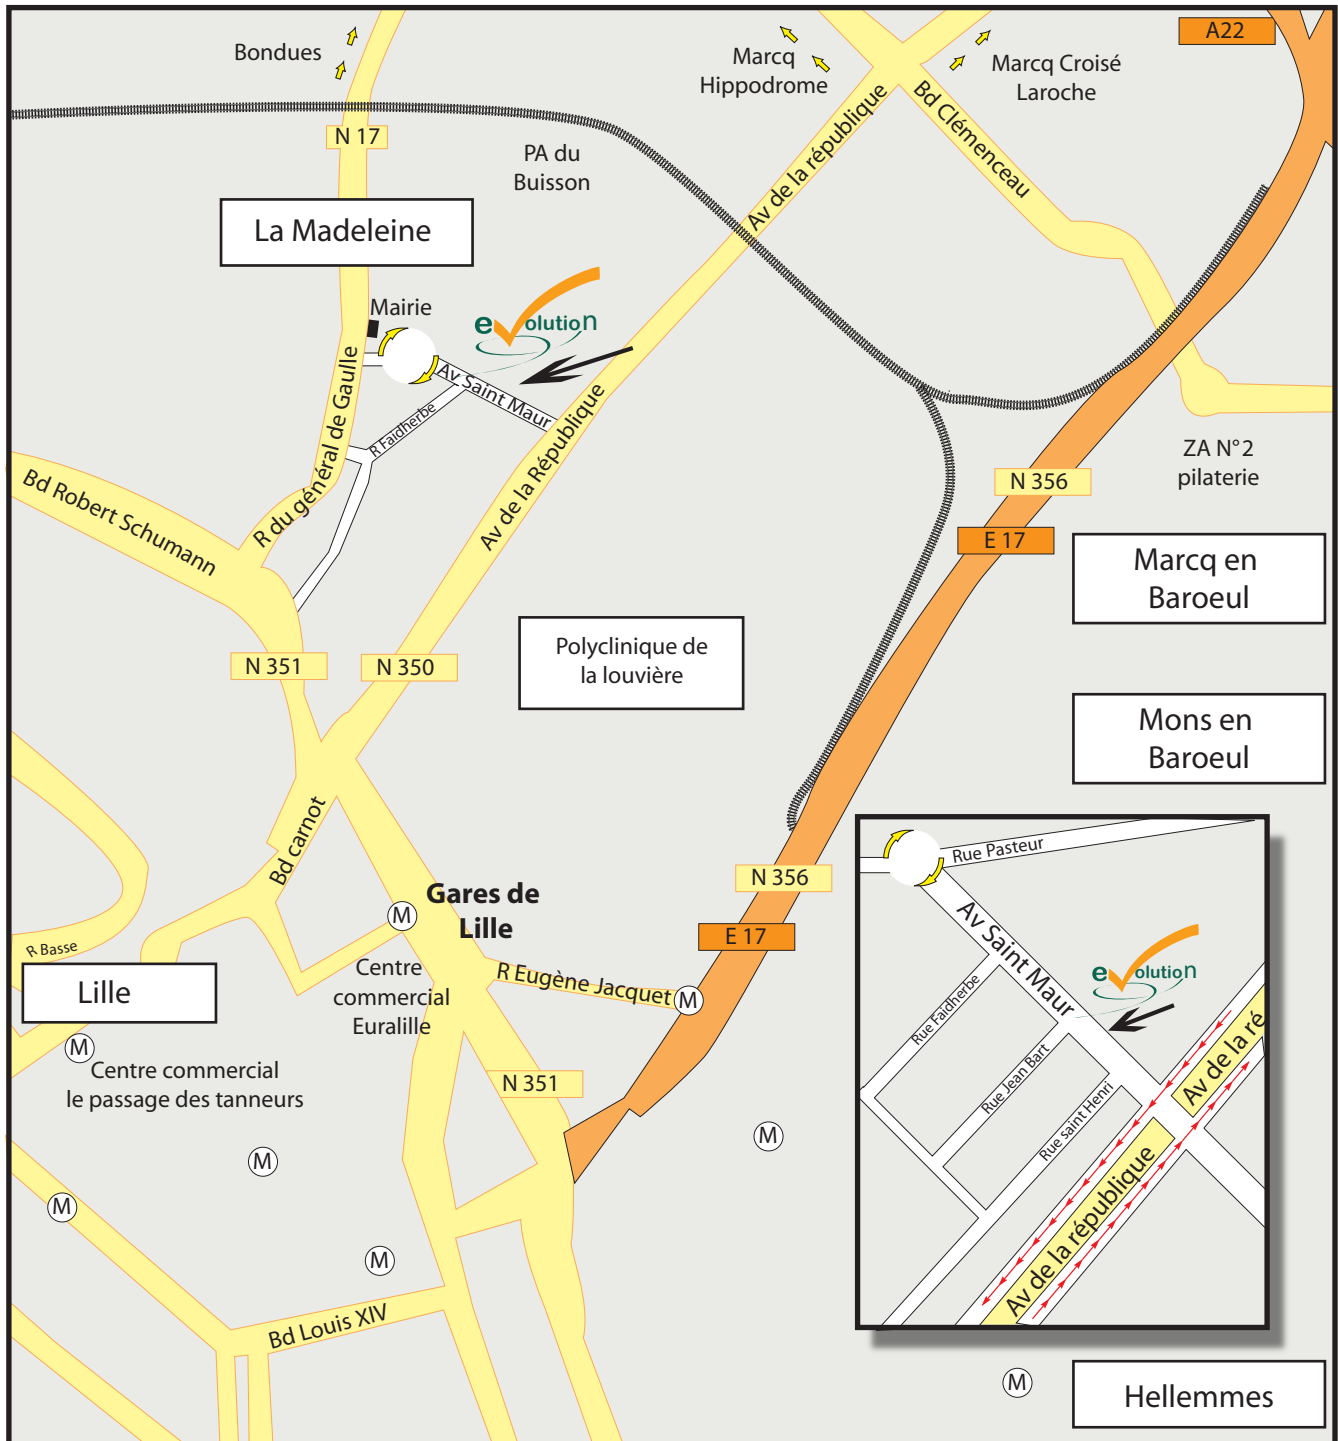 A22
Bondues
Marcq
Hippodrome
Marcq Croisé
Laroche
N 17
Bd Clémenceau
PA du
Buisson
Av de la république
La Madeleine
Mairie
evolution
Av Saint Maur
R Faidherbe
R du général de Gaulle
Av de la République
Bd Robert Schumann
ZA N°2
pilaterie
N 356
E 17
Marcq en
Baroeul
Polyclinique de
la louvière
N 351
N 350
Mons en
Baroeul
Bd carnot
Gares de
Lille
M
N 356
E 17
R Basse
Lille
Centre
commercial
Euralille
R Eugène Jacquet
M
M
Centre commercial
le passage des tanneurs
N 351
M
M
M
M
Bd Louis XIV
Rue Pasteur
Av Saint Maur
evolution
Rue Faidherbe
Rue Jean Bart
Rue saint Henri
Av de la ré
Av de la république
M
Hellemmes